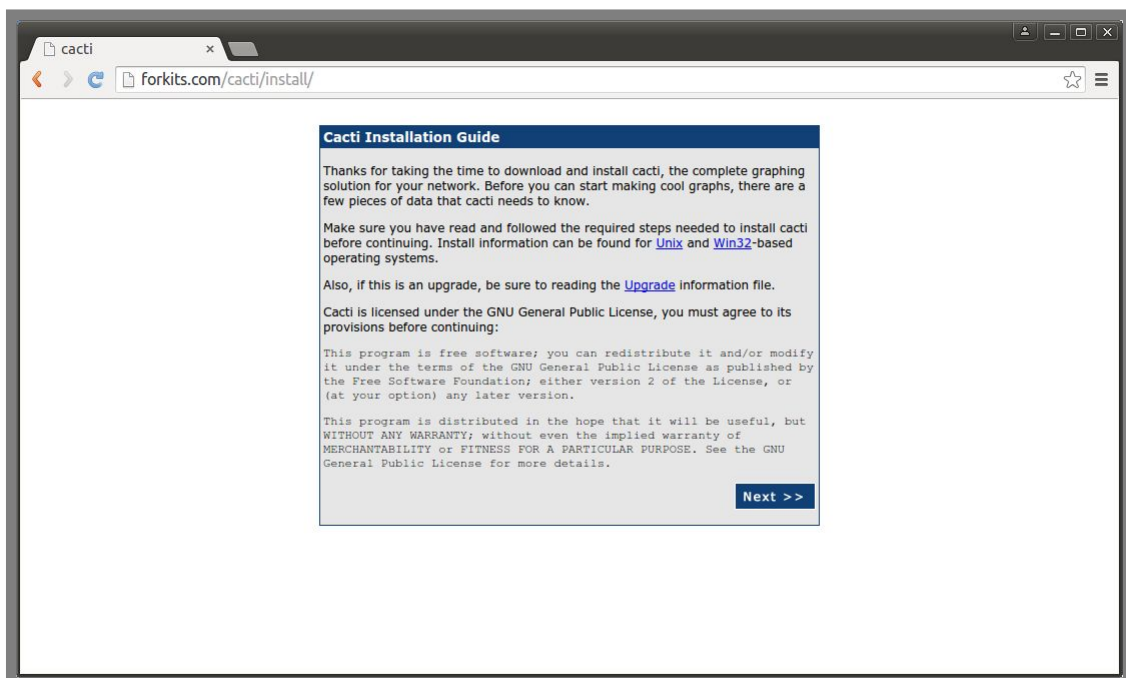 cacti
forkits.com/cacti/install/
Cacti Installation Guide
Thanks for taking the time to download and install cacti, the complete graphing
solution for your network. Before you can start making cool graphs, there are a
few pieces of data that cacti needs to know.
Make sure you have read and followed the required steps needed to install cacti
before continuing. Install information can be found for Unix and Win32-based
operating systems.
Also, if this is an upgrade, be sure to reading the Upgrade information file.
Cacti is licensed under the GNU General Public License, you must agree to its
provisions before continuing:
This program is free software; you can redistribute it and/or modify
it under the terms of the GNU General Public License as published by
the Free Software Foundation; either version 2 of the License, or
(at your option) any later version.
This program is distributed in the hope that it will be useful, but
WITHOUT ANY WARRANTY; without even the implied warranty of
MERCHANTABILITY or FITNESS FOR A PARTICULAR PURPOSE. See the GNU
General Public License for more details.
Next >>